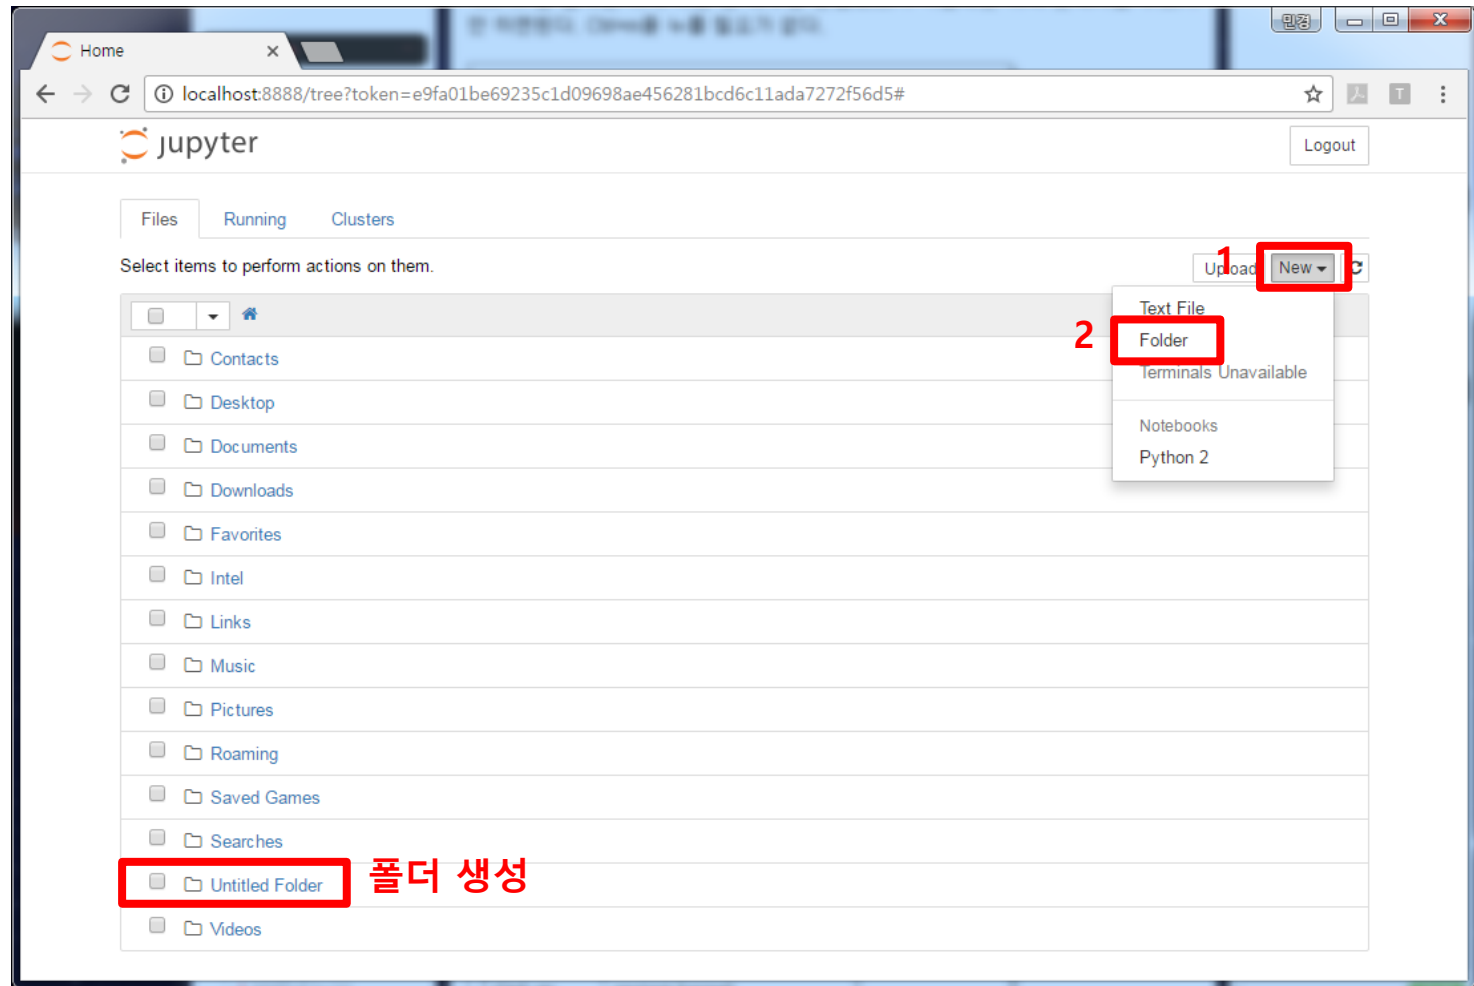 민경
Home
localhost:8888/tree?token=e9fa01be69235c1d09698ae456281bcd6c11ada7272f56d5#
jupyter
Logout
Files Running Clusters
Select items to perform actions on them.
Upload New
1
Text File
2
Folder
Terminals Unavailable
Notebooks
Python 2
Contacts
Desktop
Documents
Downloads
Favorites
Intel
Links
Music
Pictures
Roaming
Saved Games
Searches
Untitled Folder 폴더 생성
Videos